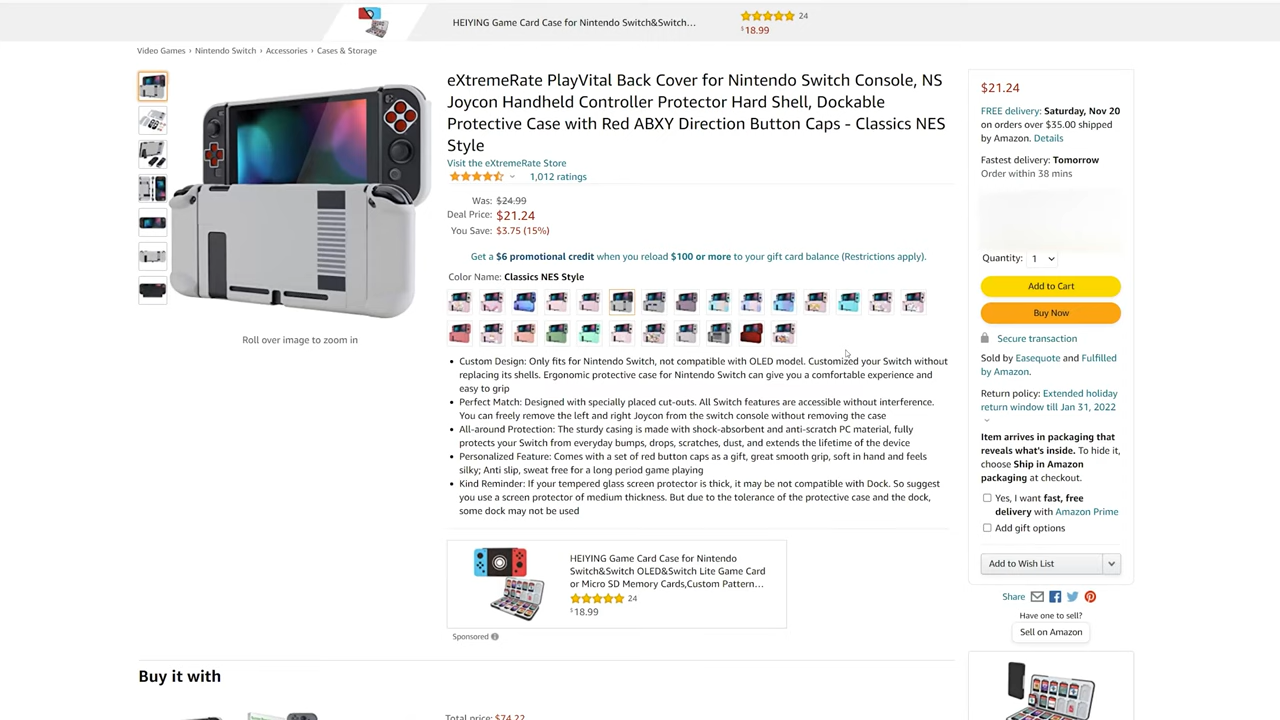 HEIYING Game Card Case for Nintendo Switch&Switch...
24
$18.99
Video Games › Nintendo Switch › Accessories › Cases & Storage
eXtremeRate PlayVital Back Cover for Nintendo Switch Console, NS
Joycon Handheld Controller Protector Hard Shell, Dockable
Protective Case with Red ABXY Direction Button Caps - Classics NES
Style
Visit the eXtremeRate Store
1,012 ratings
Was: $24.99
Deal Price: $21.24
You Save: $3.75 (15%)
Get a $6 promotional credit when you reload $100 or more to your gift card balance (Restrictions apply).
Color Name: Classics NES Style
Roll over image to zoom in
• Custom Design: Only fits for Nintendo Switch, not compatible with OLED model. Customized your Switch without
replacing its shells. Ergonomic protective case for Nintendo Switch can give you a comfortable experience and
easy to grip
• Perfect Match: Designed with specially placed cut-outs. All Switch features are accessible without interference.
You can freely remove the left and right Joycon from the switch console without removing the case
• All-around Protection: The sturdy casing is made with shock-absorbent and anti-scratch PC material, fully
protects your Switch from everyday bumps, drops, scratches, dust, and extends the lifetime of the device
• Personalized Feature: Comes with a set of red button caps as a gift, great smooth grip, soft in hand and feels
silky; Anti slip, sweat free for a long period game playing
• Kind Reminder: If your tempered glass screen protector is thick, it may be not compatible with Dock. So suggest
you use a screen protector of medium thickness. But due to the tolerance of the protective case and the dock,
some dock may not be used
HEIYING Game Card Case for Nintendo
Switch&Switch OLED&Switch Lite Game Card
or Micro SD Memory Cards,Custom Pattern...
24
$18.99
Sponsored
Buy it with
Total price: $74.22
$21.24
FREE delivery: Saturday, Nov 20
on orders over $35.00 shipped
by Amazon. Details
Fastest delivery: Tomorrow
Order within 38 mins
Quantity: 1
Add to Cart
Buy Now
Secure transaction
Sold by Easequote and Fulfilled
by Amazon.
Return policy: Extended holiday
return window till Jan 31, 2022
Item arrives in packaging that
reveals what's inside. To hide it,
choose Ship in Amazon
packaging at checkout.
Yes, I want fast, free
delivery with Amazon Prime
Add gift options
Add to Wish List
Share
Have one to sell?
Sell on Amazon